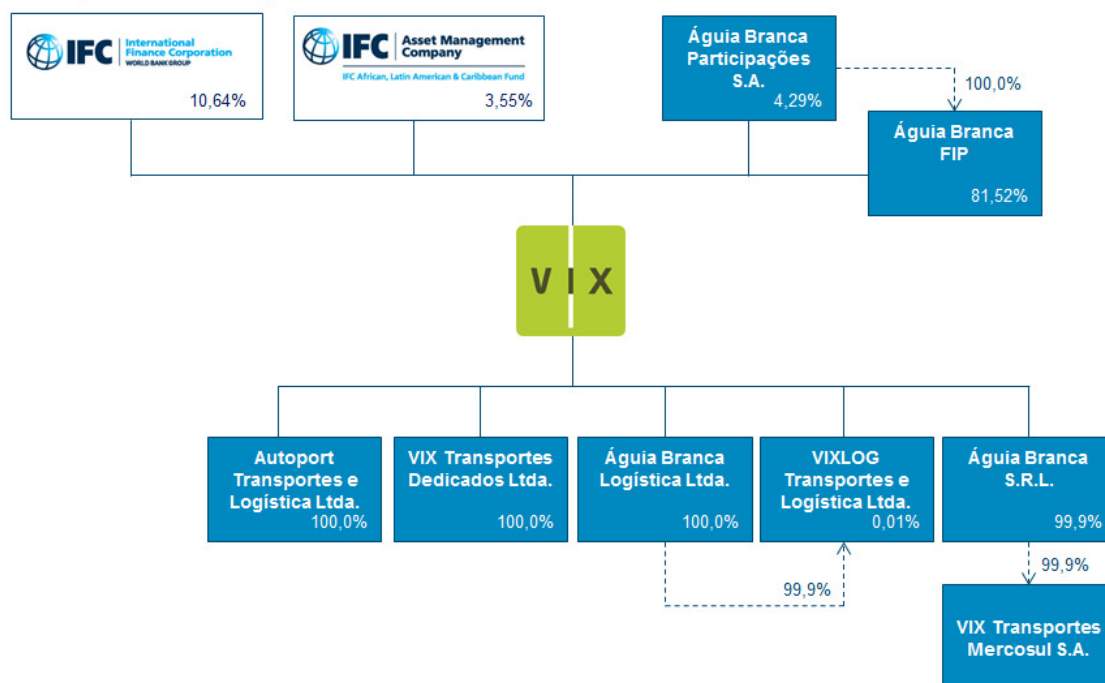 IFC
International
Finance Corporation
WORLD BANK GROUP
10,64%
IFC
Asset Management
Company
IFC African, Latin American & Caribbean Fund
3,55%
Águia Branca
Participações
S.A.
4,29%
100,0%
Águia Branca
FIP
81,52%
VIX
Autoport
Transportes e
Logística Ltda.
100,0%
VIX Transportes
Dedicados Ltda.
100,0%
Águia Branca
Logística Ltda.
100,0%
VIXLOG
Transportes e
Logística Ltda.
0,01%
Águia Branca
S.R.L.
99,9%
99,9%
99,9%
VIX Transportes
Mercosul S.A.